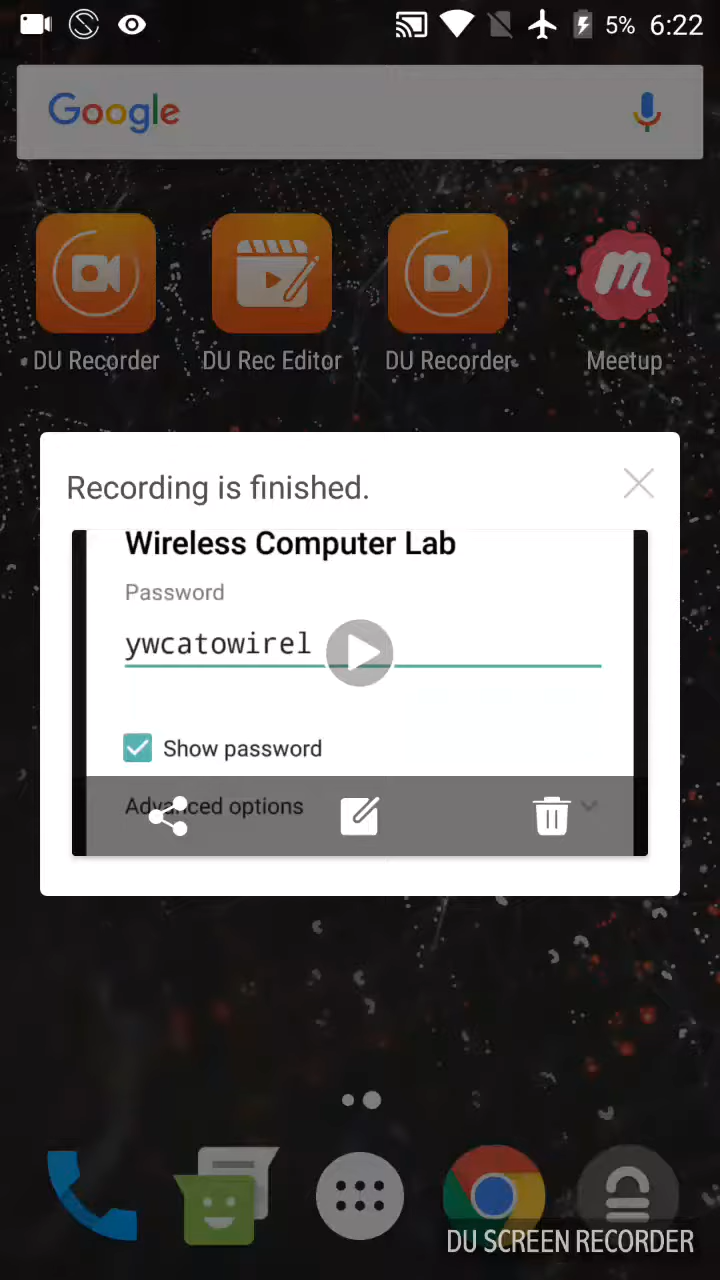 5% 6:22
Google
DU Recorder DU Rec Editor DU Recorder Meetup
Recording is finished.
Wireless Computer Lab
Password
ywcatowirel
Show password
Advanced options
DU SCREEN RECORDER